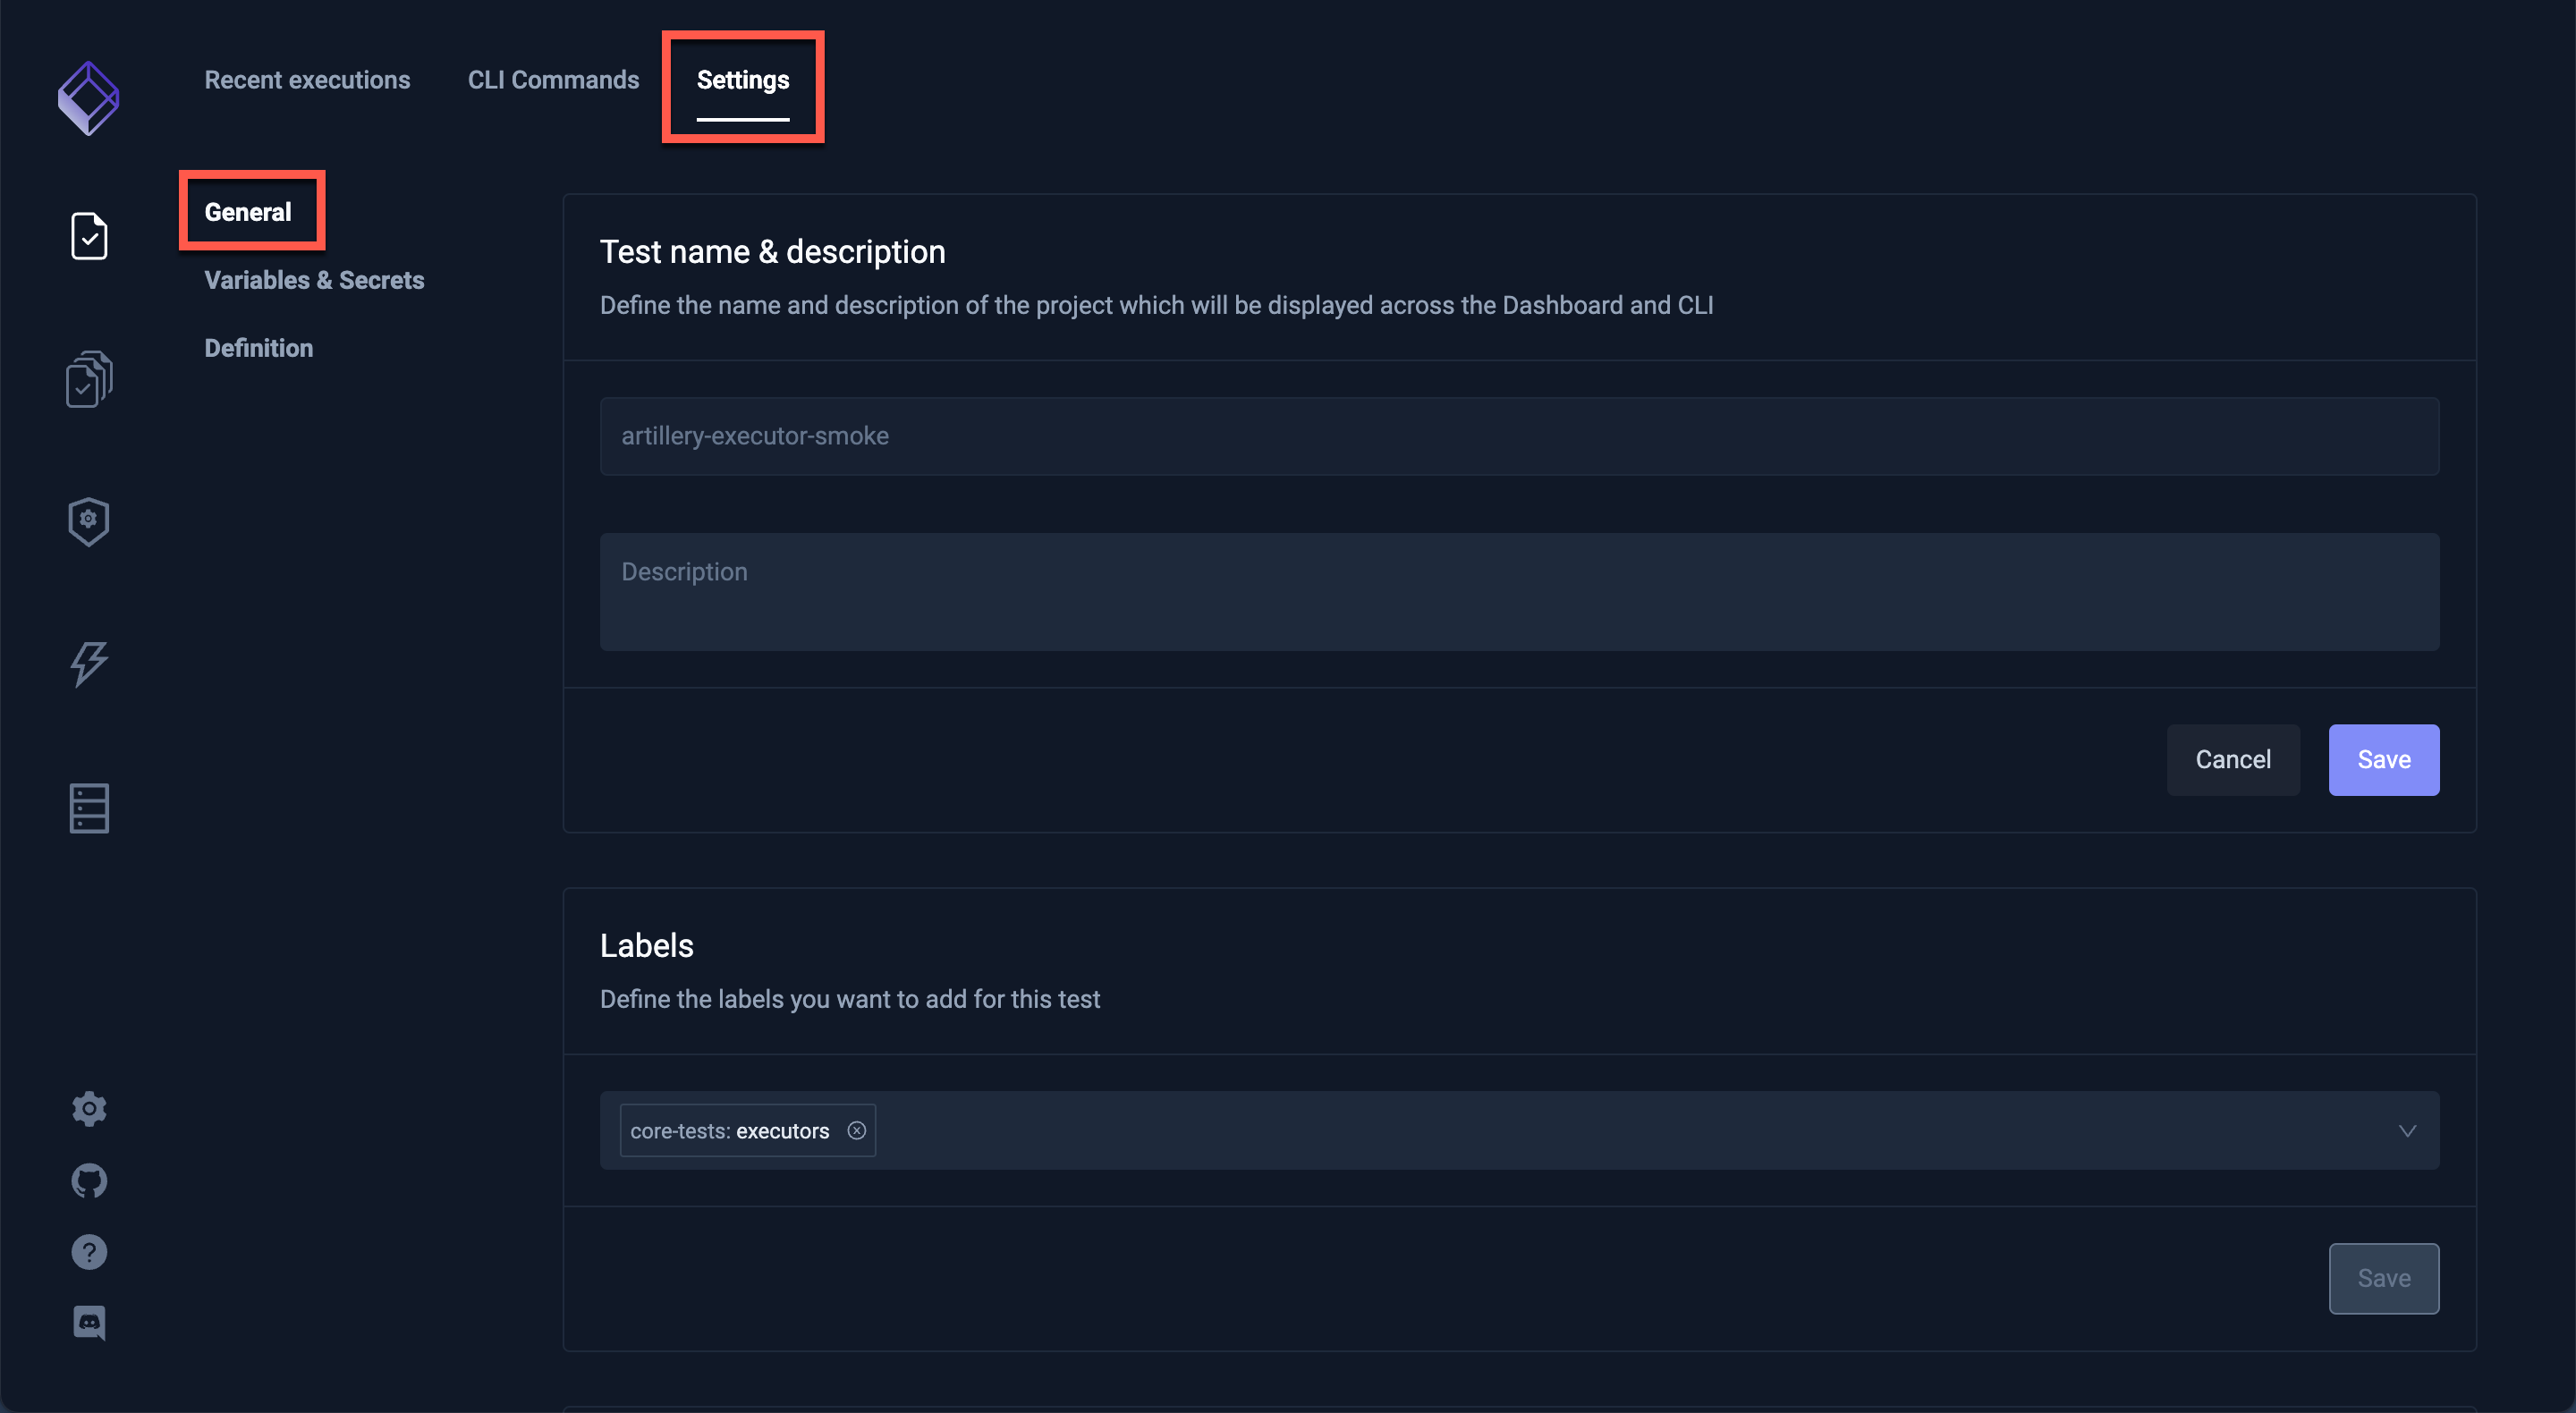 Recent executions
CLI Commands
Settings
General
Variables & Secrets
Definition
Test name & description
Define the name and description of the project which will be displayed across the Dashboard and CLI
artillery-executor-smoke
Description
Cancel
Save
Labels
Define the labels you want to add for this test
core-tests: executors
Save